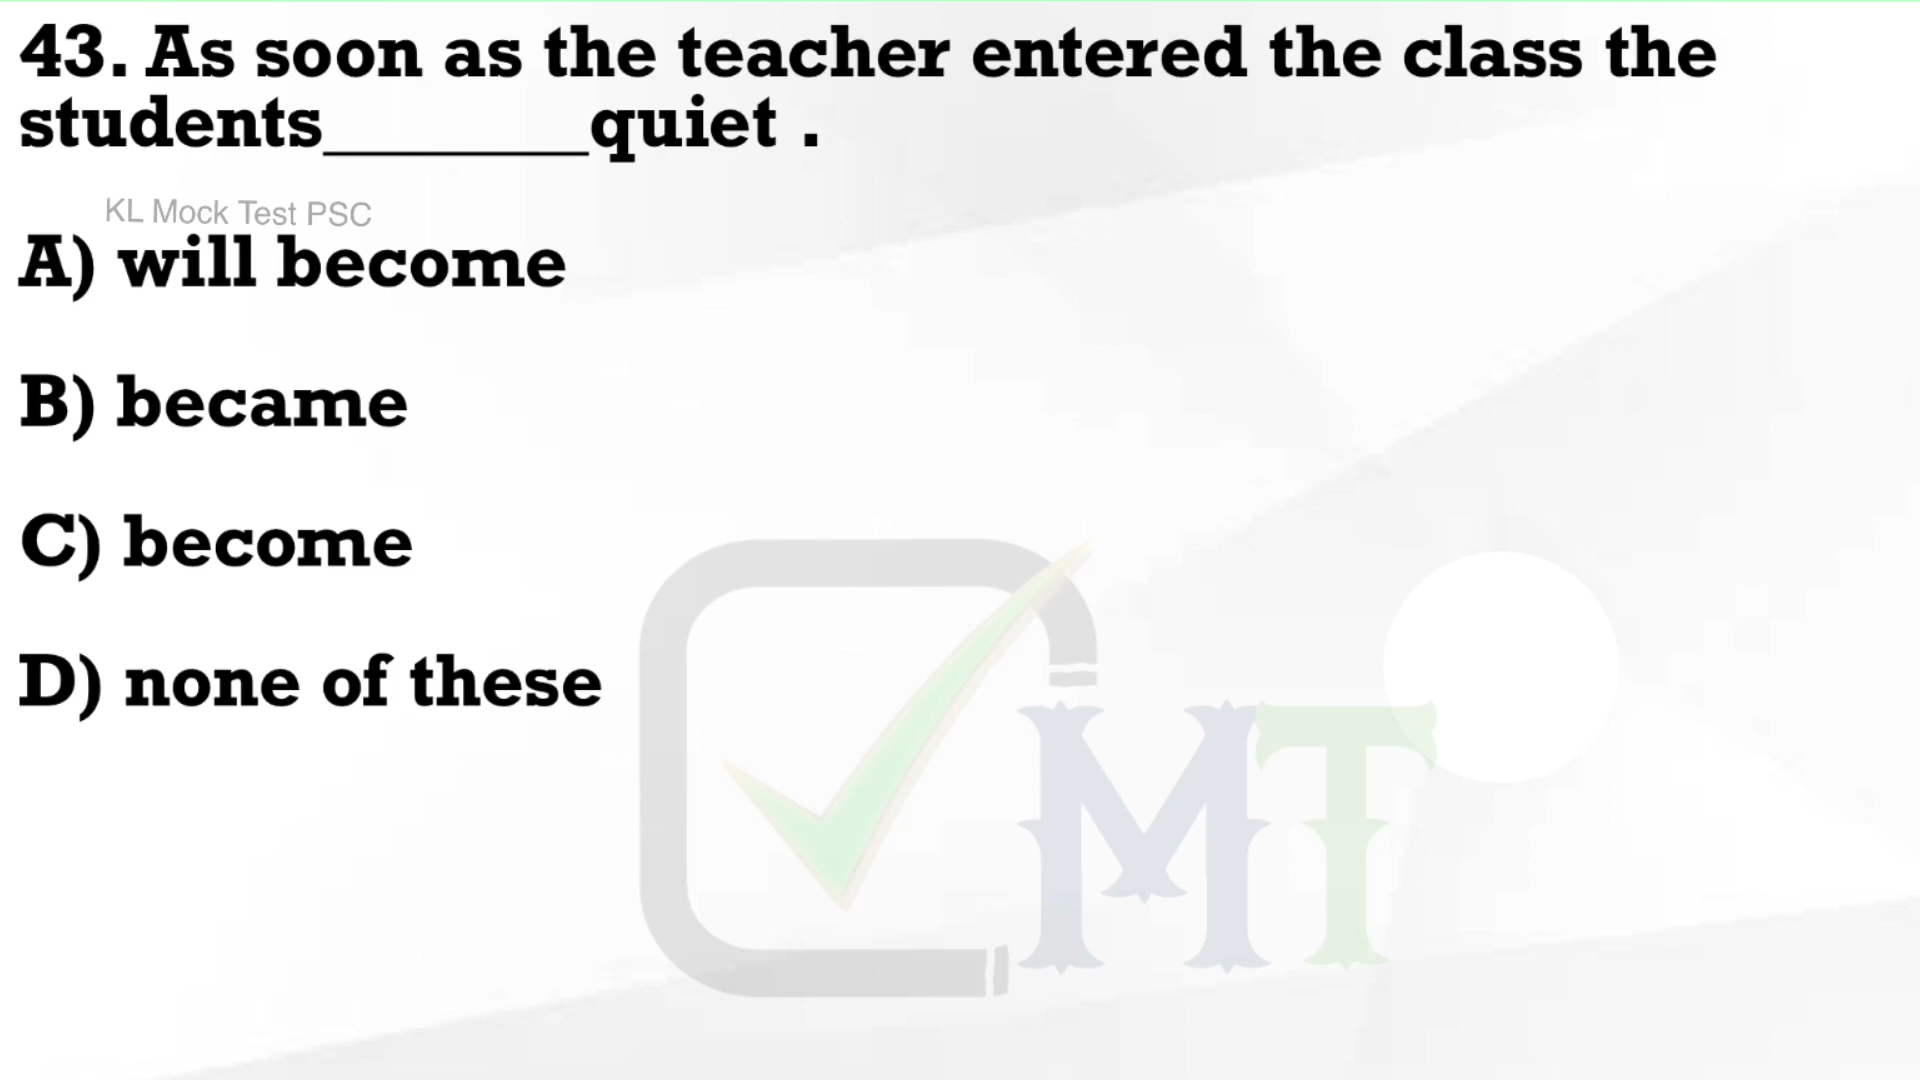 43. As soon as the teacher entered the class the
students________quiet .
KL Mock Test PSC
A) will become
B) became
C) become
D) none of these
MT